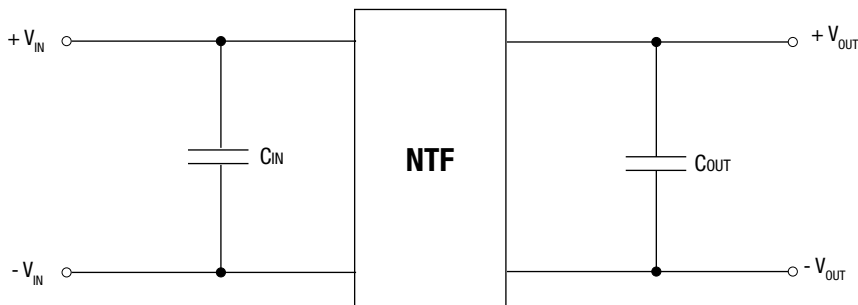 + VIN
+ VOUT
CIN
NTF
COUT
- VIN
- VOUT